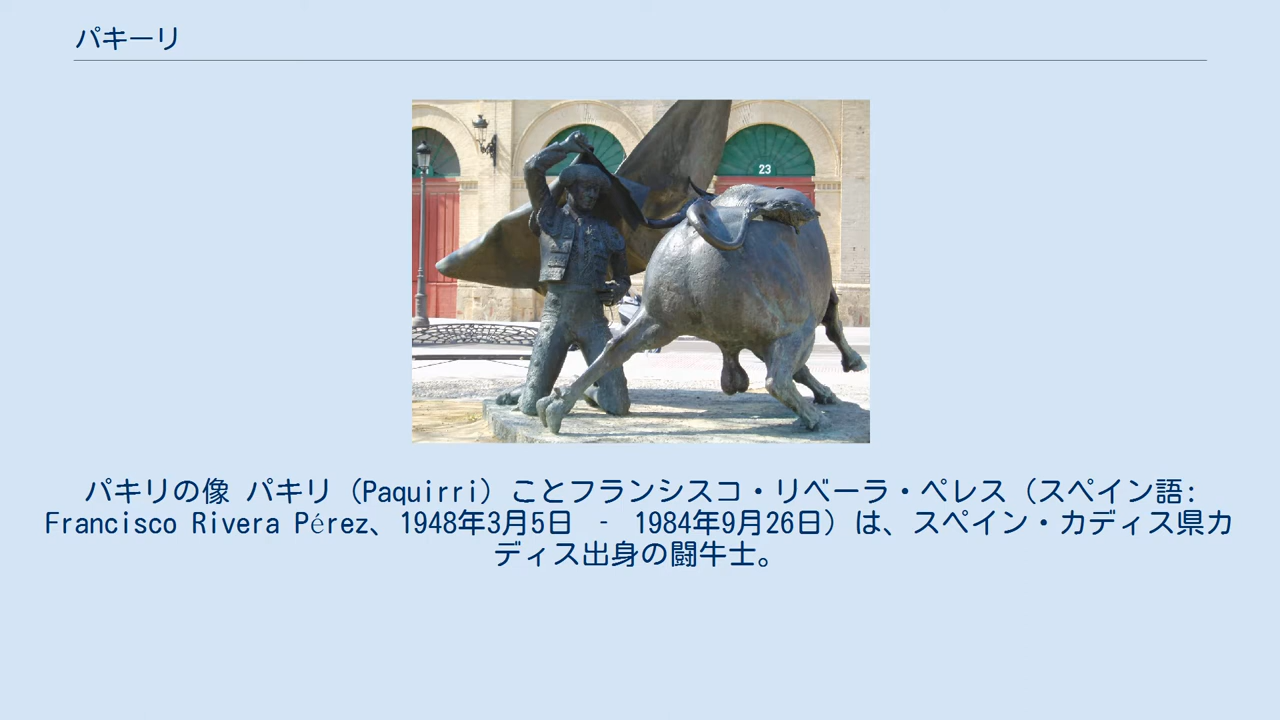 パキーリ
23
パキリの像 パキリ（Paquirri）ことフランシスコ・リベーラ・ペレス（スペイン語:
Francisco Rivera Pérez、1948年3月5日 - 1984年9月26日）は、スペイン・カディス県カ
ディス出身の闘牛士。